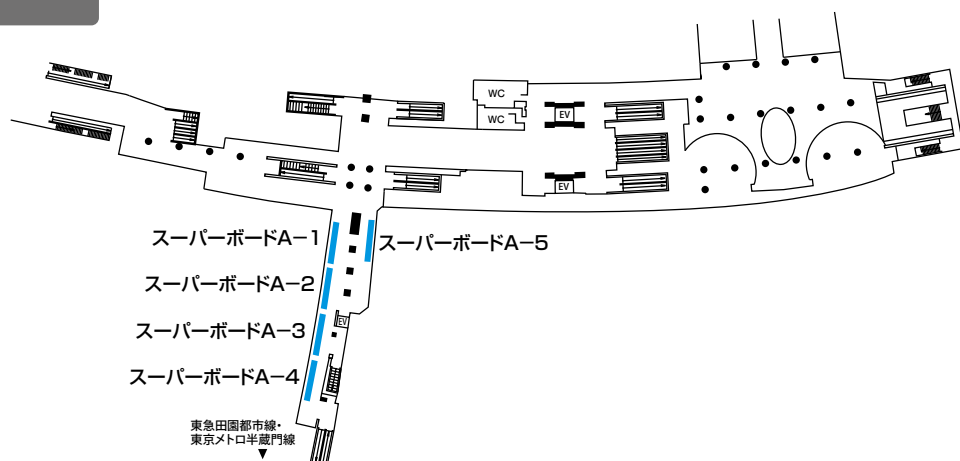 WC
WC
EV
EV
スーパーボードA−1
スーパーボードA−5
スーパーボードA−2
スーパーボードA−3
EV
スーパーボードA−4
東急田園都市線・
東京メトロ半蔵門線
▼